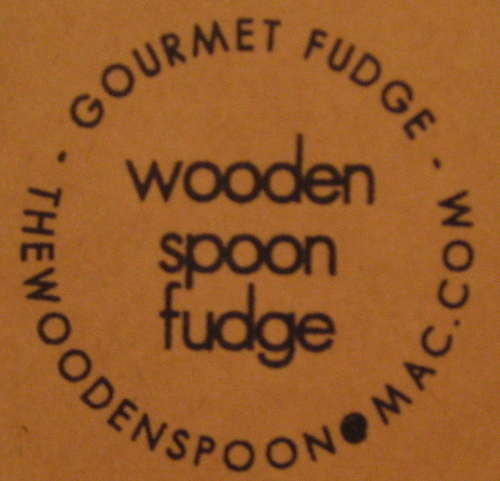 · GOURMET FUDGE ·
wooden
spoon
fudge
THEWOODENSPOON●MAC.COM